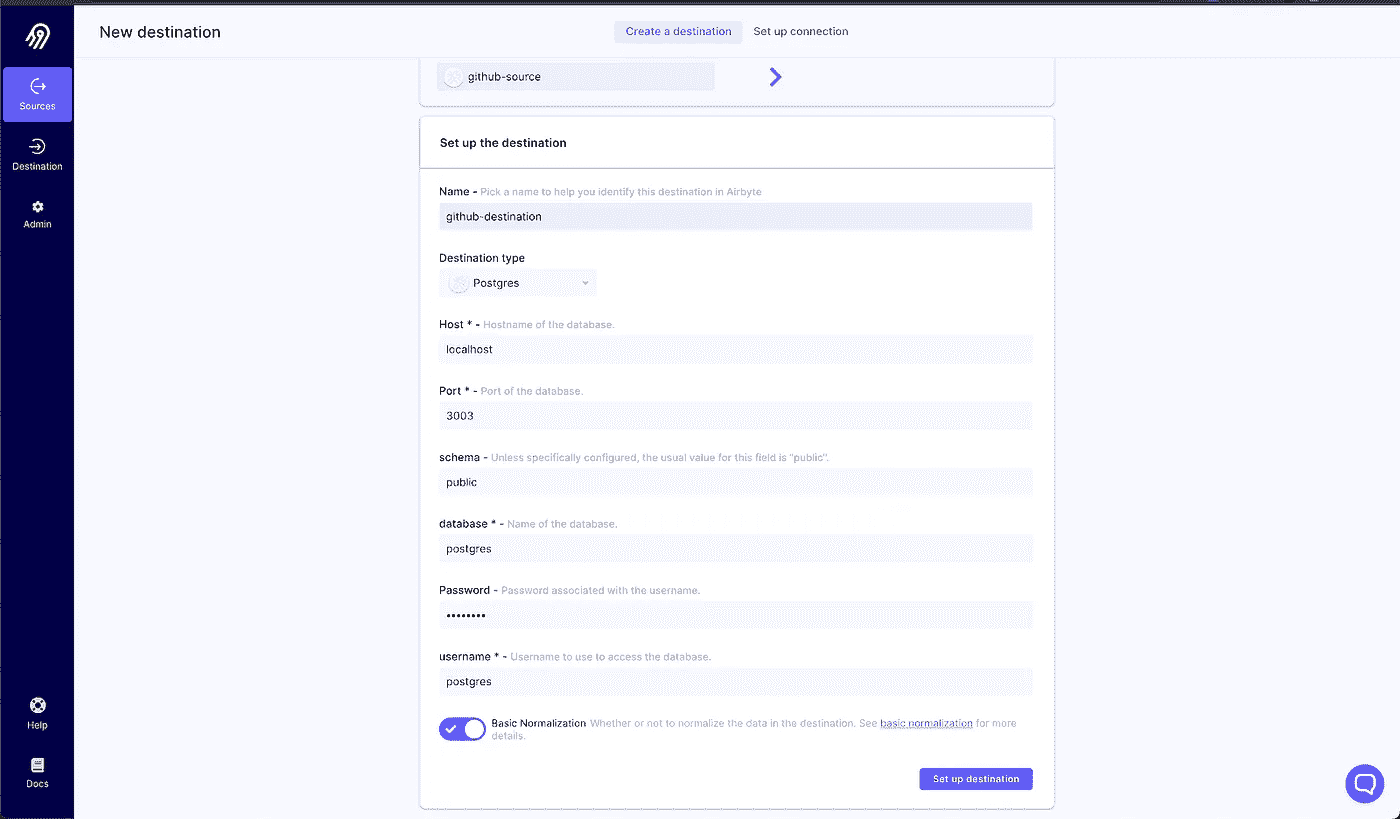 New destination
Create a destination
Set up connection
Sources
Destination
Admin
Help
Docs
github-source
Set up the destination
Name - Pick a name to help you identify this destination in Airbyte
github-destination
Destination type
Postgres
Host * - Hostname of the database.
localhost
Port * - Port of the database.
3003
schema - Unless specifically configured, the usual value for this field is "public".
public
database * - Name of the database.
postgres
Password - Password associated with the username.
••••••••
username * - Username to use to access the database.
postgres
Basic Normalization Whether or not to normalize the data in the destination. See basic normalization for more
details.
Set up destination